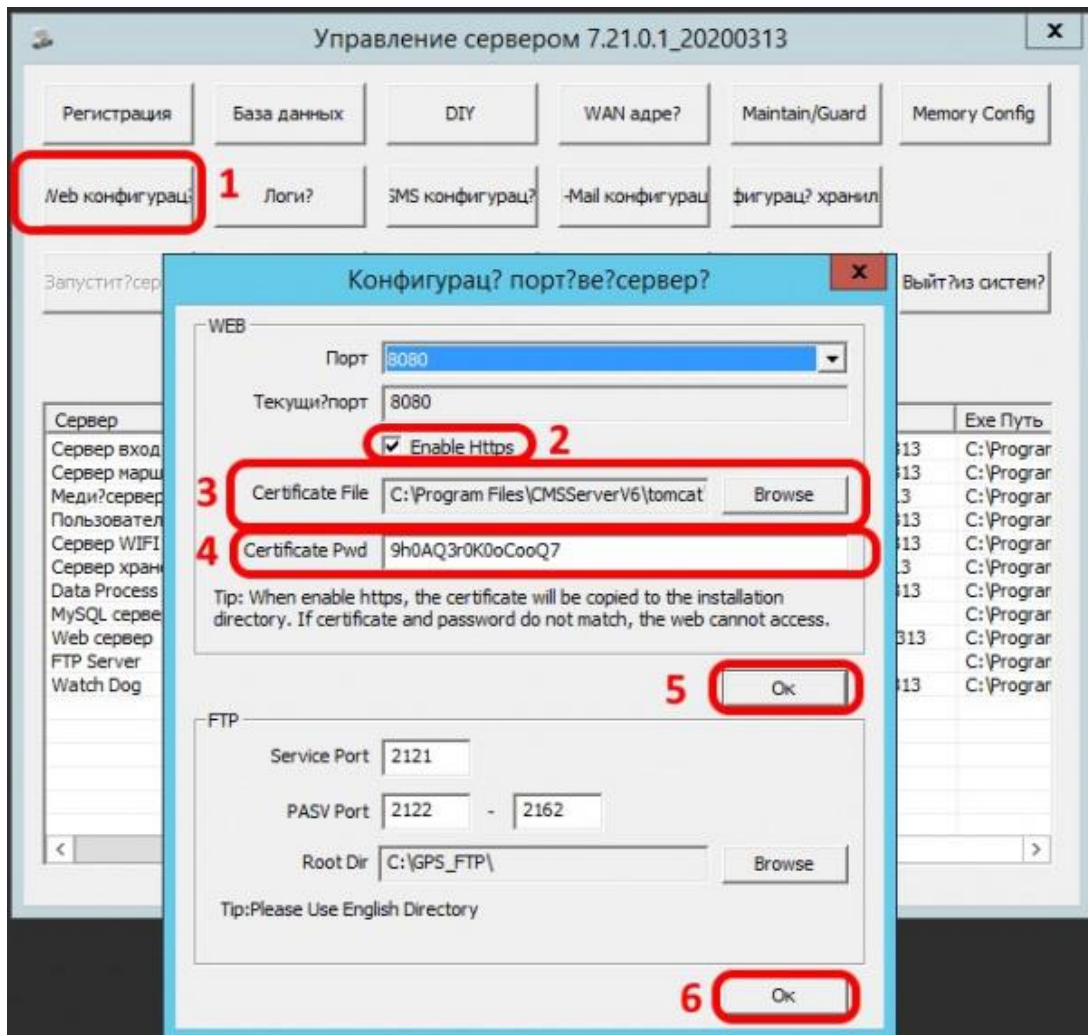 Управление сервером 7.21.0.1_20200313
x
Регистрация База данных DIY WAN адре? Maintain/Guard Memory Config
Web конфигурац? 1 Логи? SMS конфигурац? -Mail конфигурац фигурац? хранил
Запустит?сер
Выйт?из систем?
Конфигурац? порт?ве?сервер?
x
WEB
Порт 8080
Текущи?порт 8080
Enable Https 2
3 Certificate File C:\Program Files\CMSServerV6\tomcat Browse
4 Certificate Pwd 9h0AQ3r0K0oCooQ7
Tip: When enable https, the certificate will be copied to the installation
directory. If certificate and password do not match, the web cannot access.
5 Ок
FTP
Service Port 2121
PASV Port 2122 - 2162
Root Dir C:\GPS_FTP\ Browse
Tip:Please Use English Directory
6 Ок
Сервер Exe Путь
Сервер вход 313 C:\Progran
Сервер марш 313 C:\Progran
Меди?сервер .3 C:\Progran
Пользовател 313 C:\Progran
Сервер WIFI 313 C:\Progran
Сервер хране .3 C:\Progran
Data Process 313 C:\Progran
MySQL серве C:\Progran
Web сервер 313 C:\Progran
FTP Server C:\Progran
Watch Dog 313 C:\Progran